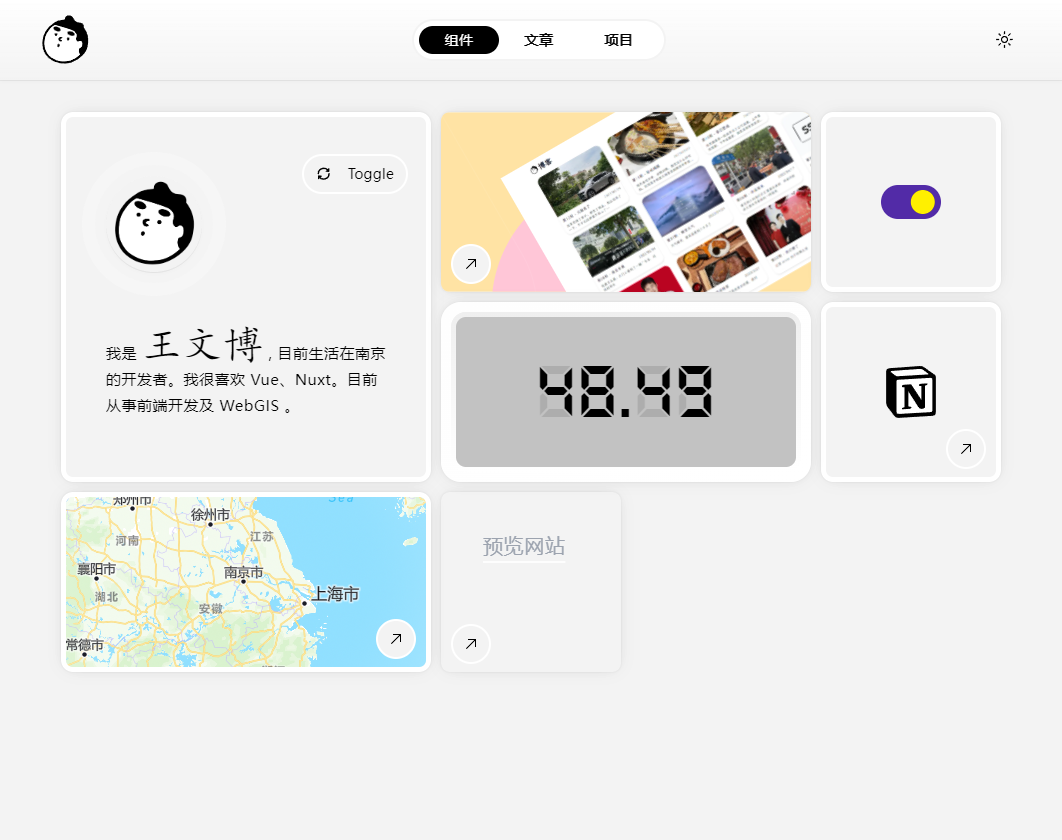 组件 文章 项目
Toggle
我是 王文博 , 目前生活在南京
的开发者。我很喜欢 Vue、Nuxt。目前
从事前端开发及 WebGIS 。
博客
48.49
N
郑州市
Sea
徐州市
河南
江苏
襄阳市
南京市
湖北
上海市
安徽
常德市
预览网站